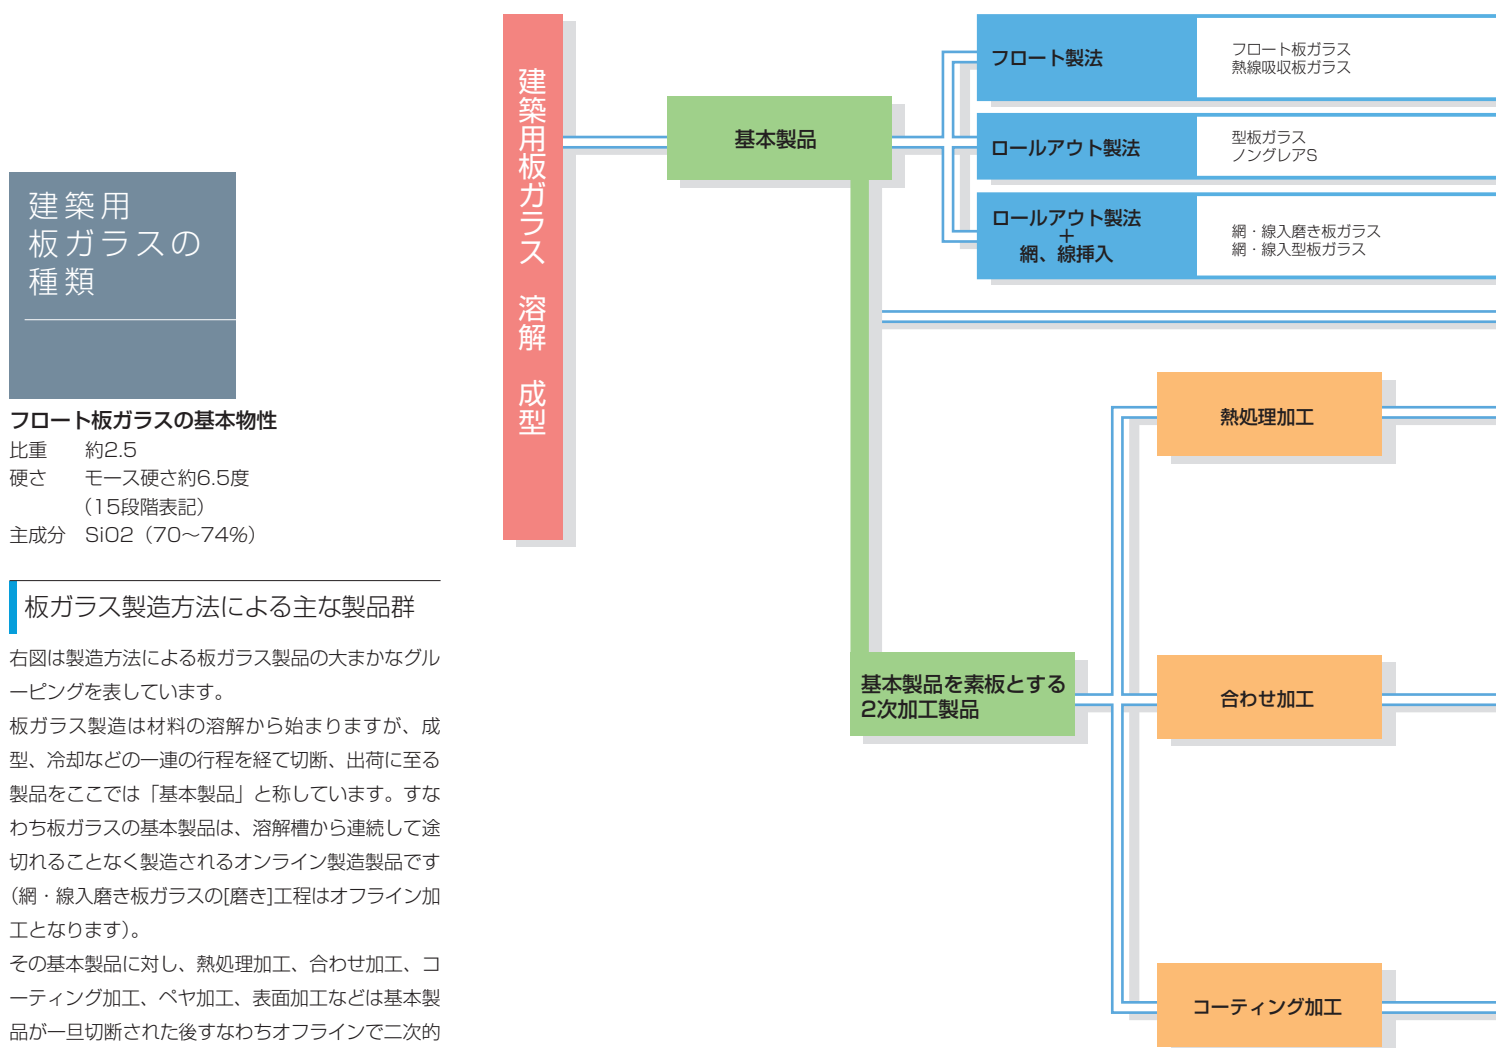 建築用
板ガラスの
種類
フロート板ガラスの基本物性
比重 約2.5
硬さ モース硬さ約6.5度
（15段階表記）
主成分 SiO2（70〜74%）
板ガラス製造方法による主な製品群
右図は製造方法による板ガラス製品の大まかなグル
ーピングを表しています。
板ガラス製造は材料の溶解から始まりますが、成
型、冷却などの一連の行程を経て切断、出荷に至る
製品をここでは「基本製品」と称しています。すな
わち板ガラスの基本製品は、溶解槽から連続して途
切れることなく製造されるオンライン製造製品です
（網・線入磨き板ガラスの[磨き]工程はオフライン加
工となります）。
その基本製品に対し、熱処理加工、合わせ加工、コ
ーティング加工、ペヤ加工、表面加工などは基本製
品が一旦切断された後すなわちオフラインで二次的
建築用板ガラス 溶解 成型
基本製品
フロート製法
フロート板ガラス
熱線吸収板ガラス
ロールアウト製法
型板ガラス
ノングレアS
ロールアウト製法
＋
網、線挿入
網・線入磨き板ガラス
網・線入型板ガラス
基本製品を素板とする
2次加工製品
熱処理加工
合わせ加工
コーティング加工